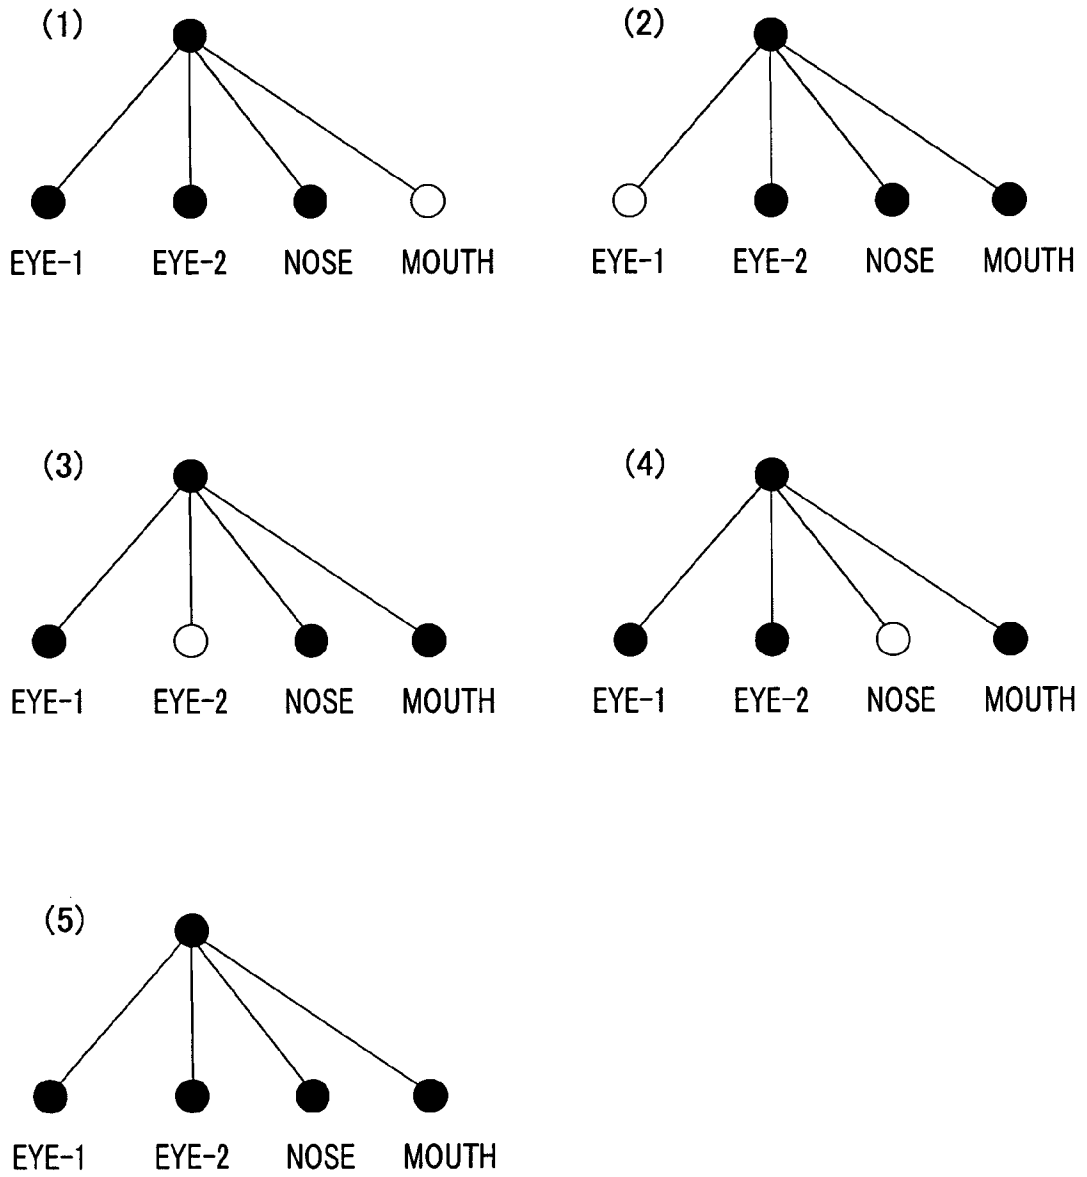 (1) (2)
EYE-1 EYE-2 NOSE MOUTH EYE-1 EYE-2 NOSE MOUTH
(3) (4)
EYE-1 EYE-2 NOSE MOUTH EYE-1 EYE-2 NOSE MOUTH
(5)
EYE-1 EYE-2 NOSE MOUTH